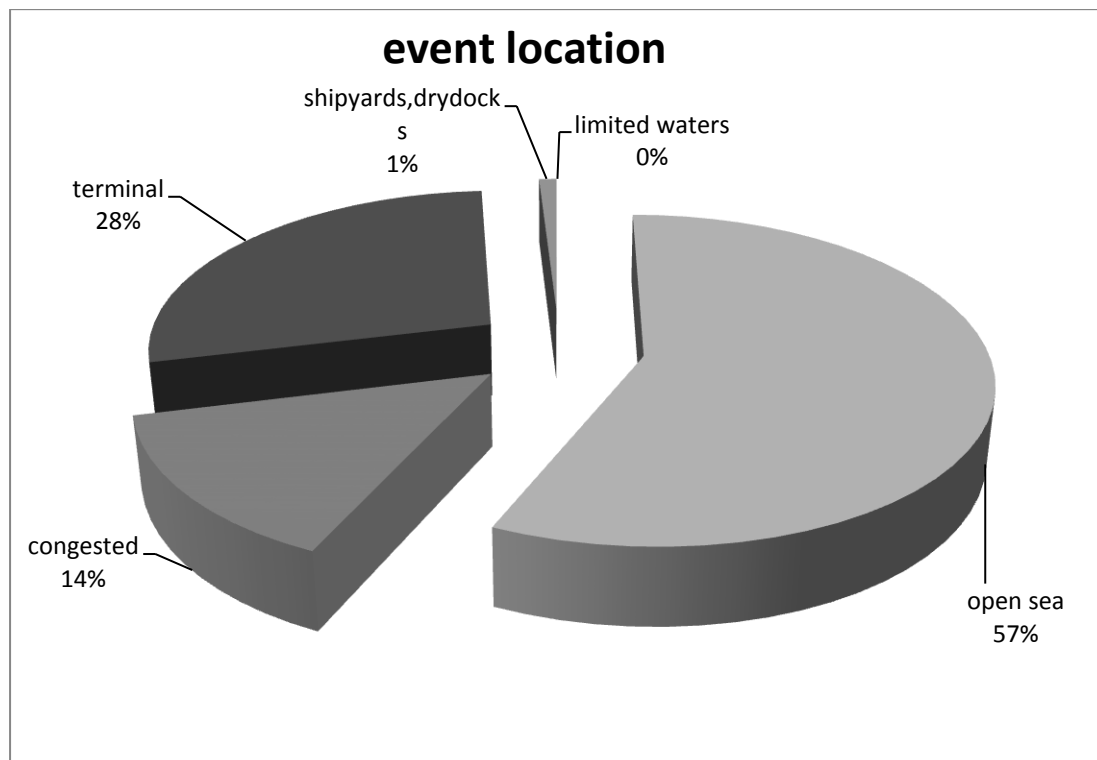 event location
shipyards,drydock
s
1%
limited waters
0%
terminal
28%
congested
14%
open sea
57%